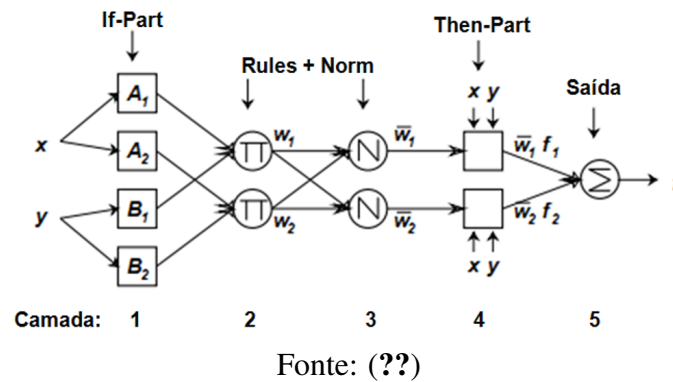 If-Part
Then-Part
Rules + Norm
Saída
x y
A₁
x
A₂
w₁
w̅₁
w̅₁ f₁
Π
N
Σ
y
B₁
Π
N
w₂
w̅₂
w̅₂ f₂
B₂
x y
Camada: 1 2 3 4 5
Fonte: (??)